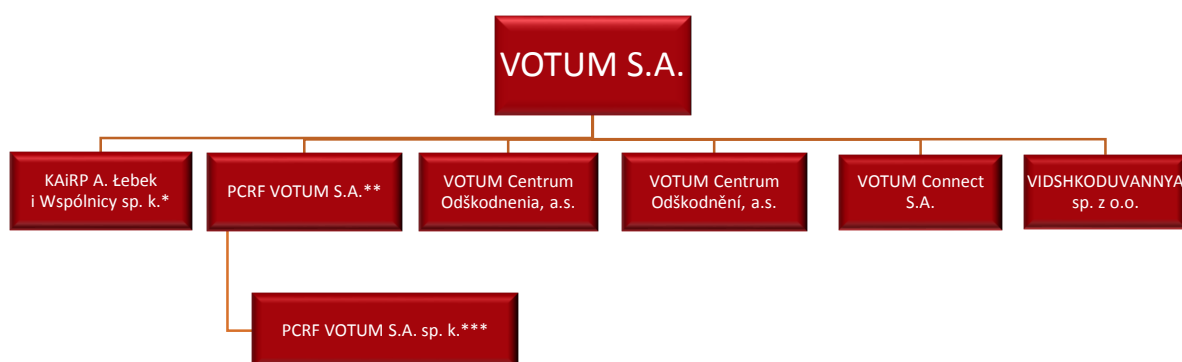 VOTUM S.A.
KAiRP A. Łebek
i Wspólnicy sp. k.*
PCRF VOTUM S.A.**
VOTUM Centrum
Odškodnenia, a.s.
VOTUM Centrum
Odškodnění, a.s.
VOTUM Connect
S.A.
VIDSHKODUVANNYA
sp. z o.o.
PCRF VOTUM S.A. sp. k.***